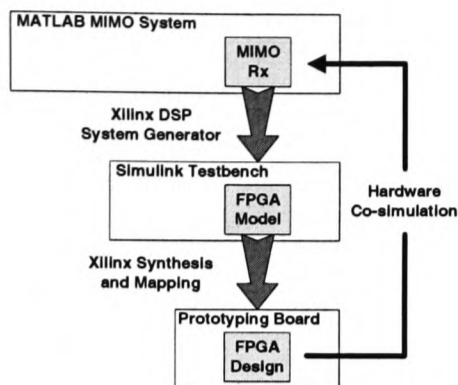 MATLAB MIMO System
MIMO
Rx
Xilinx DSP
System Generator
Simulink Testbench
FPGA
Model
Hardware
Co-simulation
Xilinx Synthesis
and Mapping
Prototyping Board
FPGA
Design